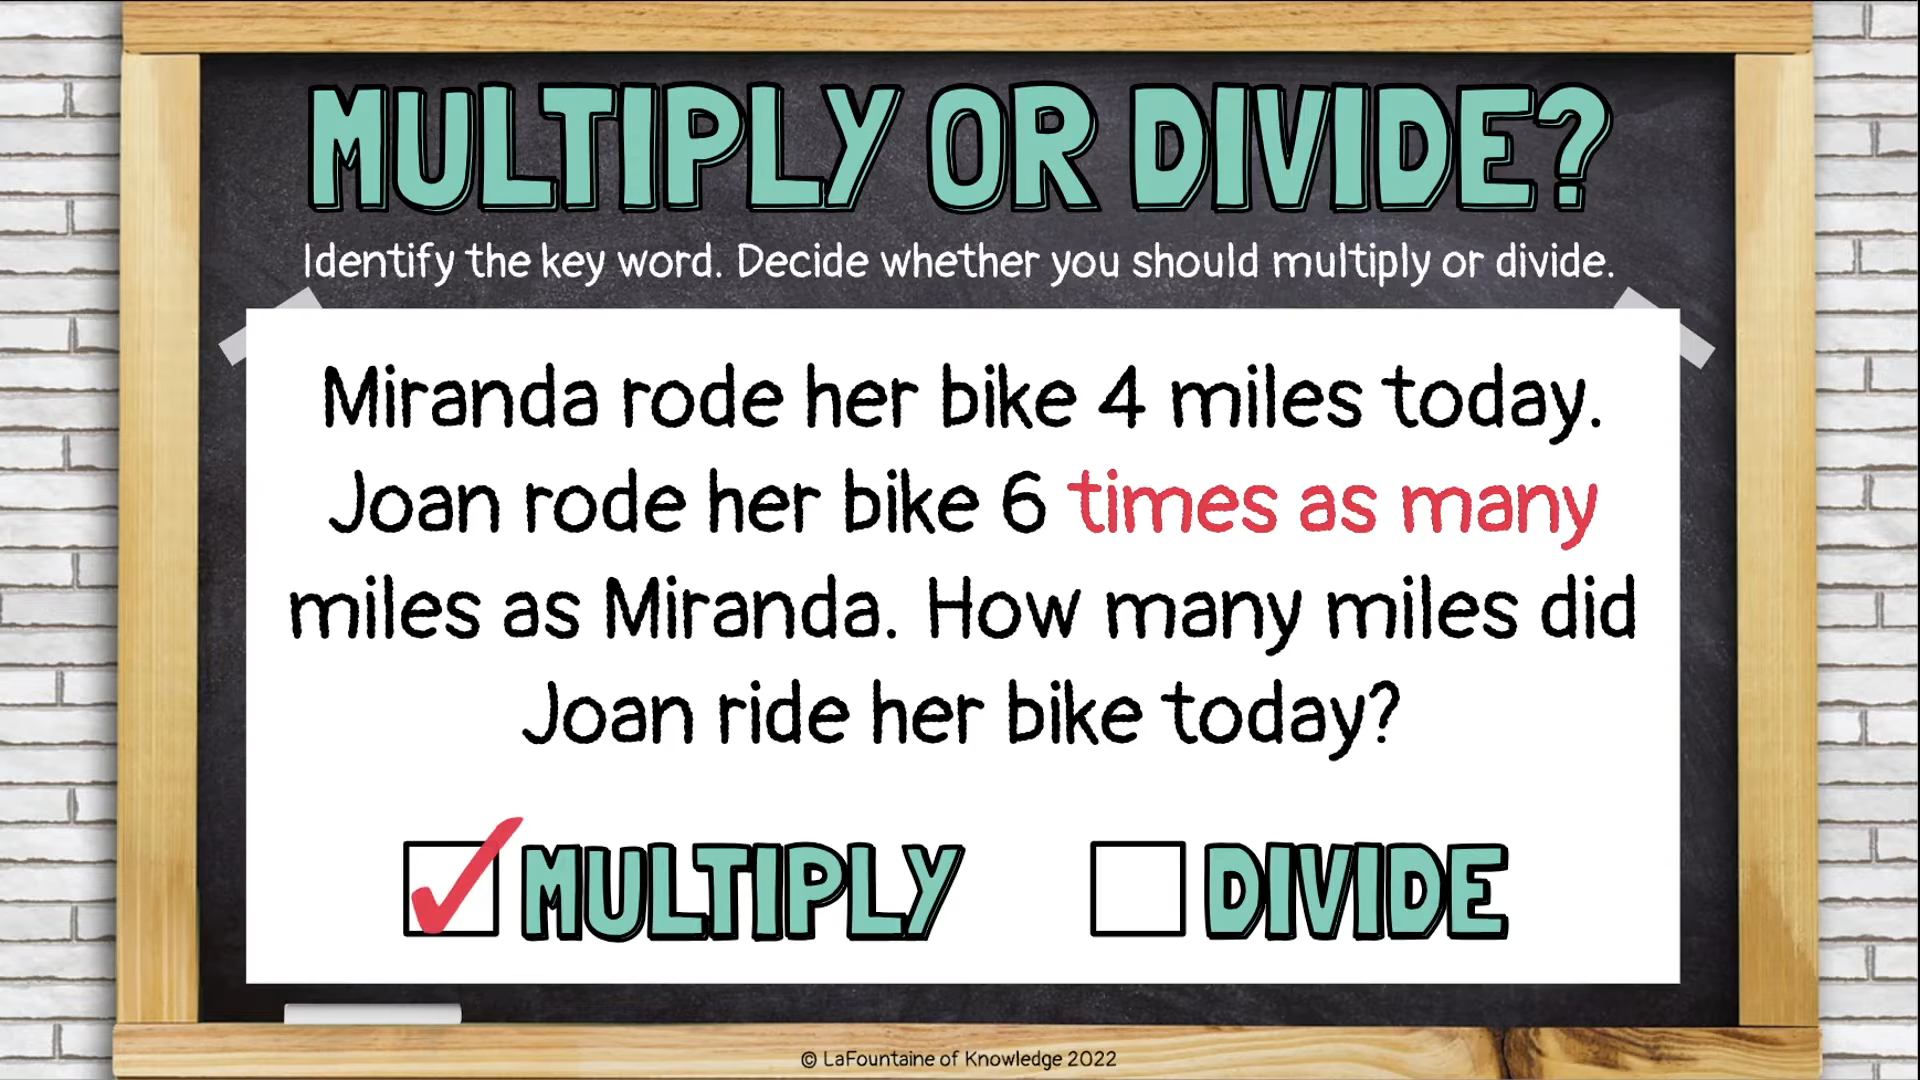 MULTIPLY OR DIVIDE?
Identify the key word. Decide whether you should multiply or divide.
Miranda rode her bike 4 miles today.
Joan rode her bike 6 times as many
miles as Miranda. How many miles did
Joan ride her bike today?
MULTIPLY DIVIDE
© LaFountaine of Knowledge 2022